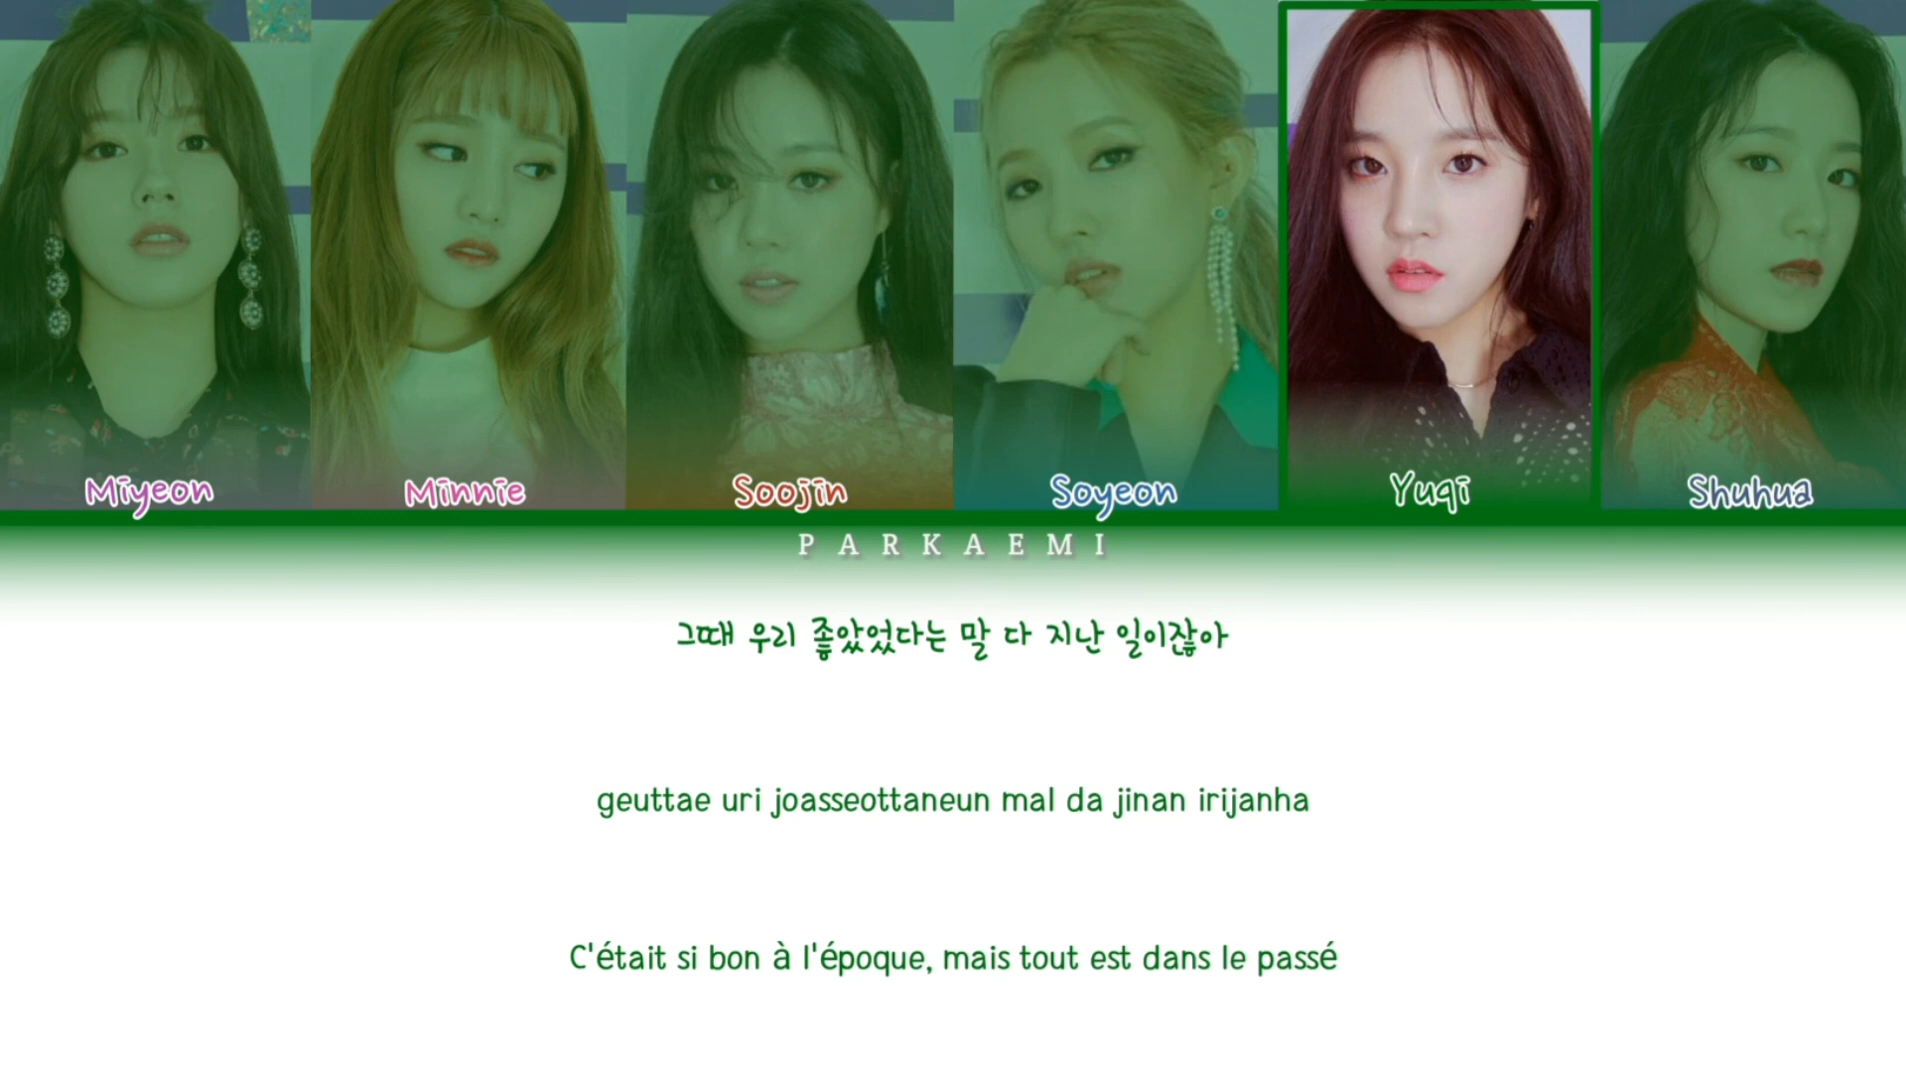 Miyeon
Minnie
Soojin
Soyeon
Yuqi
Shuhua
PARKAEMI
그때 우리 좋았었다는 말 다 지난 일이잖아
geuttae uri joasseottaneun mal da jinan irijanha
C'était si bon à l'époque, mais tout est dans le passé